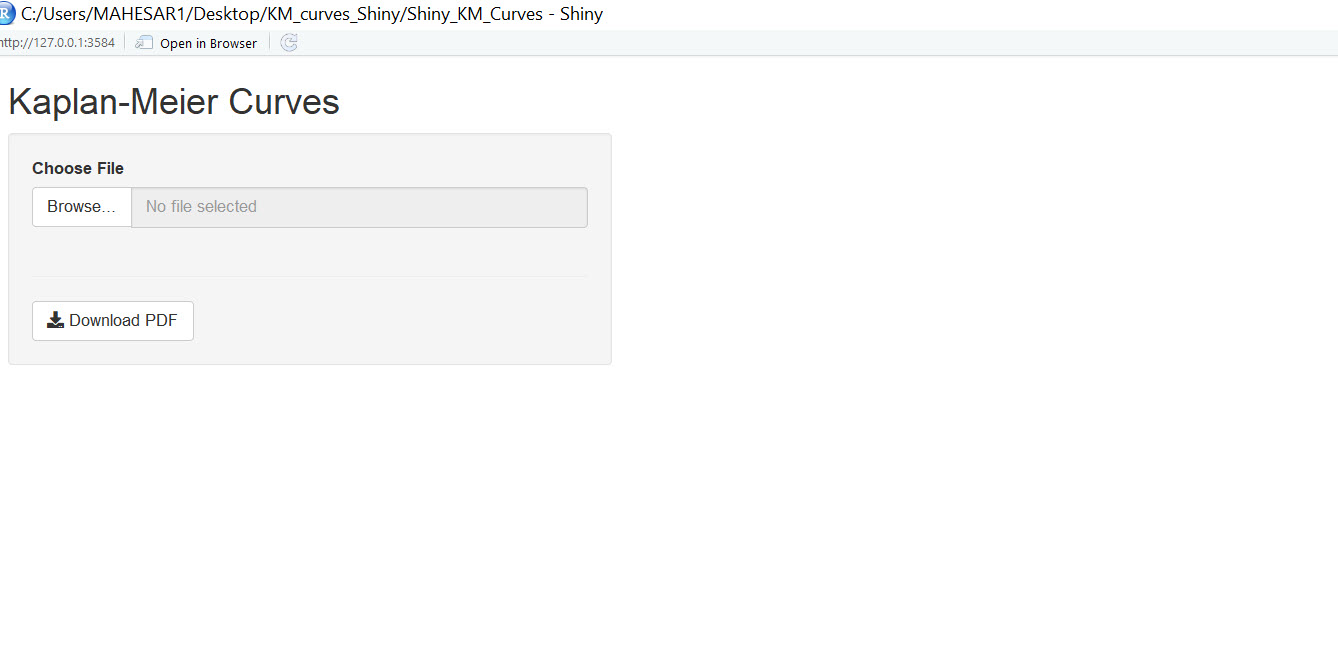 R C:/Users/MAHESAR1/Desktop/KM_curves_Shiny/Shiny_KM_Curves - Shiny
http://127.0.0.1:3584 Open in Browser
Kaplan-Meier Curves
Choose File
Browse... No file selected
Download PDF